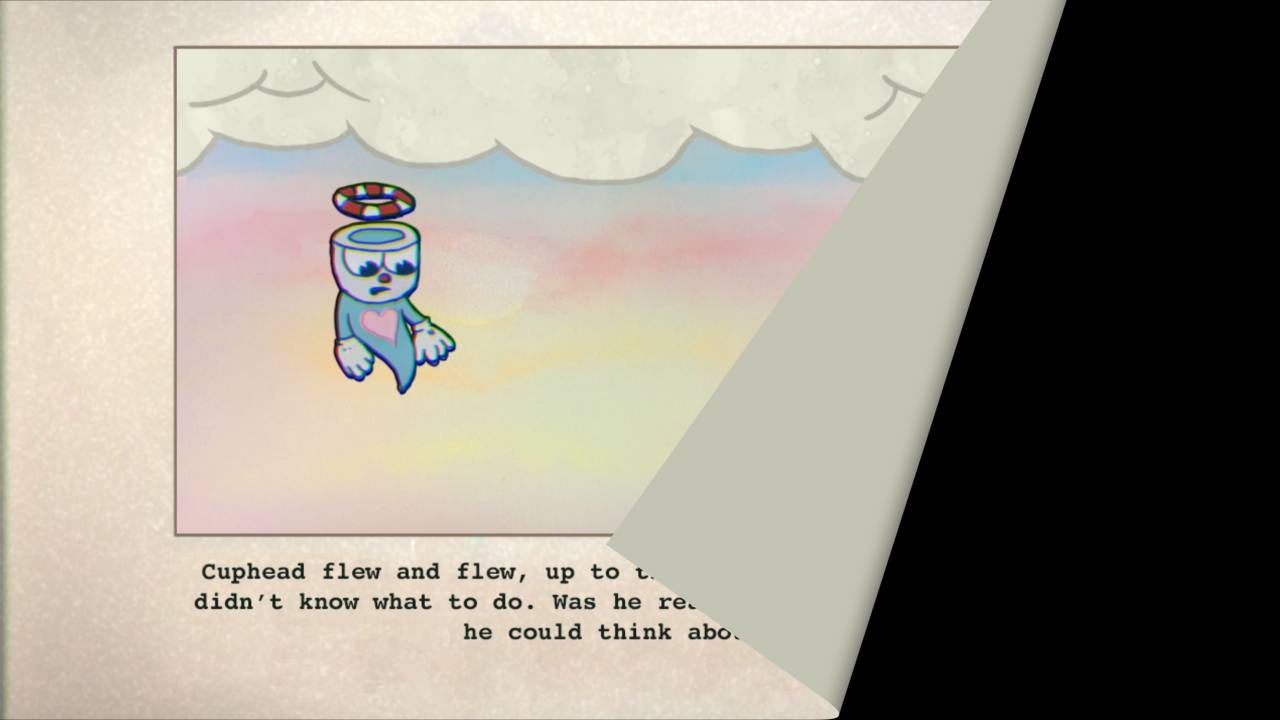 Cuphead flew and flew, up to
didn't know what to do. Was he
he could think